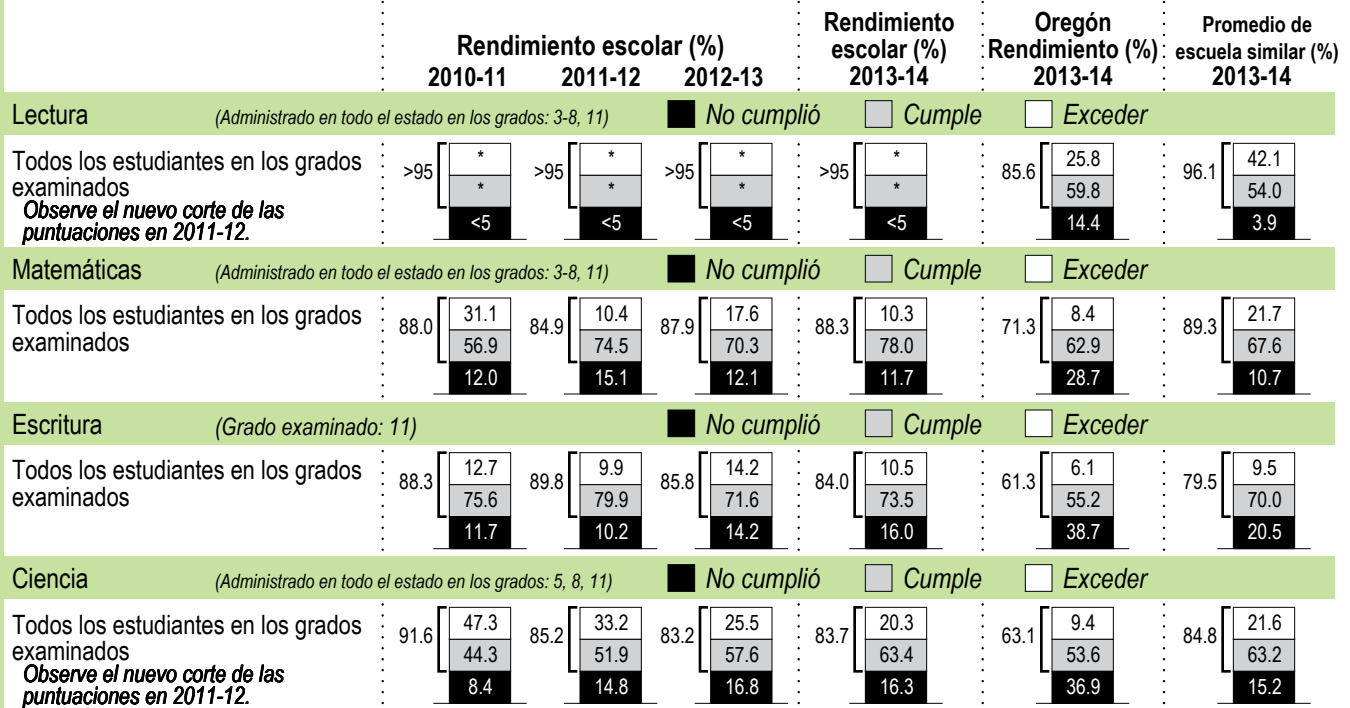 Rendimiento escolar (%)
2010-11 2011-12 2012-13
Rendimiento
escolar (%)
2013-14
Oregón
Rendimiento (%)
2013-14
Promedio de
escuela similar (%)
2013-14
Lectura (Administrado en todo el estado en los grados: 3-8, 11) No cumplió Cumple Exceder
Todos los estudiantes en los grados
examinados
Observe el nuevo corte de las
puntuaciones en 2011-12.
>95 * * <5
>95 * * <5
>95 * * <5
>95 * * <5
85.6 25.8 59.8 14.4
96.1 42.1 54.0 3.9
Matemáticas (Administrado en todo el estado en los grados: 3-8, 11) No cumplió Cumple Exceder
Todos los estudiantes en los grados
examinados
88.0 31.1 56.9 12.0
84.9 10.4 74.5 15.1
87.9 17.6 70.3 12.1
88.3 10.3 78.0 11.7
71.3 8.4 62.9 28.7
89.3 21.7 67.6 10.7
Escritura (Grado examinado: 11) No cumplió Cumple Exceder
Todos los estudiantes en los grados
examinados
88.3 12.7 75.6 11.7
89.8 9.9 79.9 10.2
85.8 14.2 71.6 14.2
84.0 10.5 73.5 16.0
61.3 6.1 55.2 38.7
79.5 9.5 70.0 20.5
Ciencia (Administrado en todo el estado en los grados: 5, 8, 11) No cumplió Cumple Exceder
Todos los estudiantes en los grados
examinados
Observe el nuevo corte de las
puntuaciones en 2011-12.
91.6 47.3 44.3 8.4
85.2 33.2 51.9 14.8
83.2 25.5 57.6 16.8
83.7 20.3 63.4 16.3
63.1 9.4 53.6 36.9
84.8 21.6 63.2 15.2